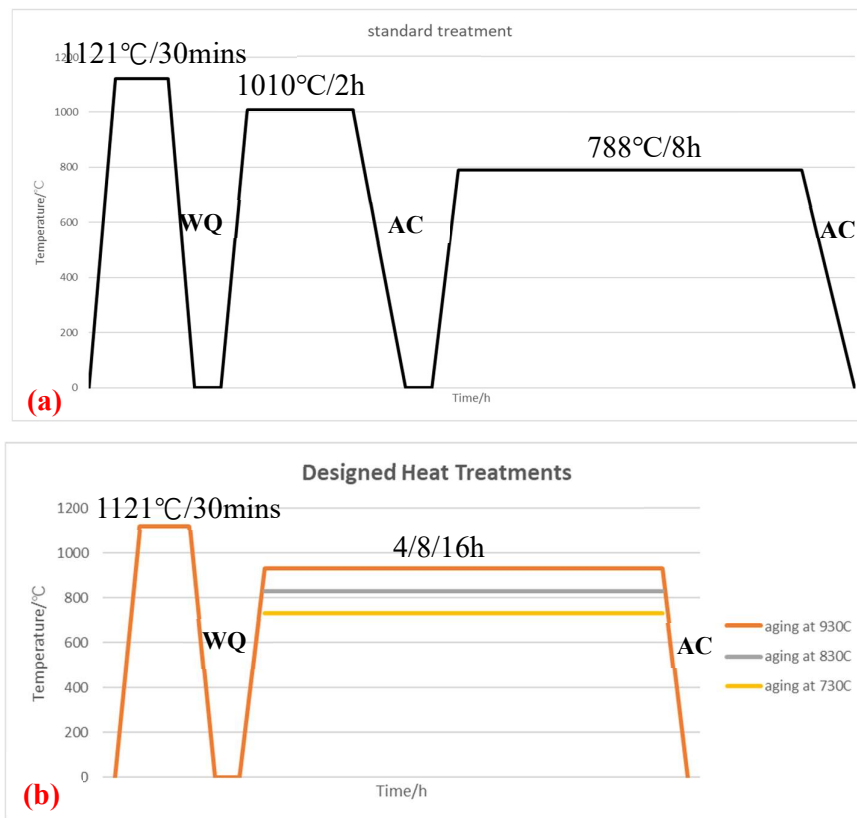 standard treatment
1121℃/30mins
1200
1010°C/2h
1000
788°C/8h
800
Temperature/℃
600
WQ
AC
AC
400
200
0
(a)
Time/h
Designed Heat Treatments
1200
1121℃/30mins
4/8/16h
1000
800
Temperature/℃
600
WQ
AC
aging at 930C
aging at 830C
aging at 730C
400
200
0
(b)
Time/h